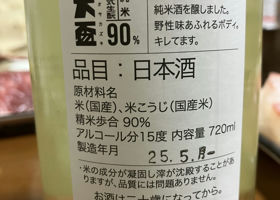 純米酒を醸しました。
野性味あふれるボディ。
キレてます。
90%
品目：日本酒
原材料名
米(国産)、米こうじ(国産米)
精米歩合 90%
アルコール分15度 内容量 720ml
製造年月 25.5.月
・米の成分が凝固し滓が沈殿することがあ
りますが、品質には問題ありません。
お酒は二十歳になってから。